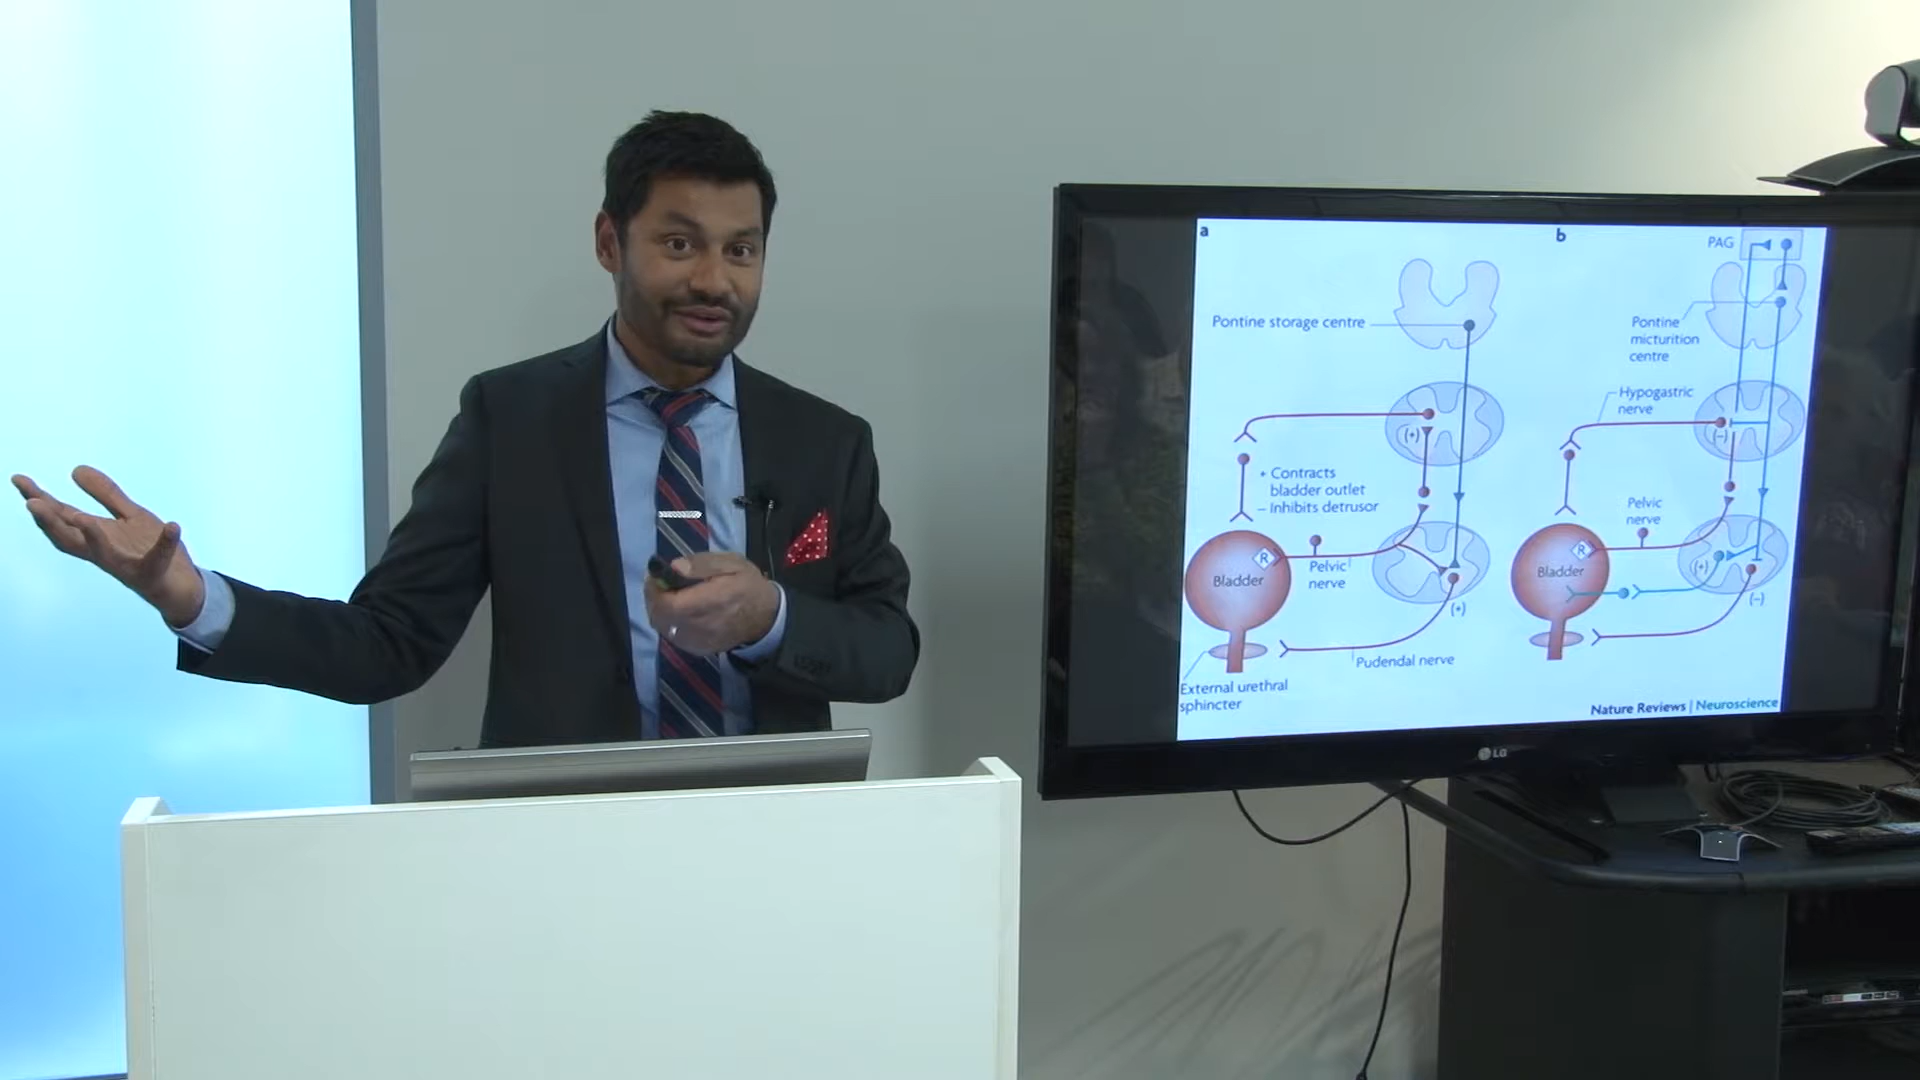 a
Pontine storage centre
(+)
+ Contracts
bladder outlet
– Inhibits detrusor
R
Bladder
Pelvic
nerve
(+)
Pudendal nerve
External urethral
sphincter
b
PAG
Pontine
micturition
centre
Hypogastric
nerve
(–)
Pelvic
nerve
R
Bladder
(+)
(–)
Nature Reviews | Neuroscience
LG